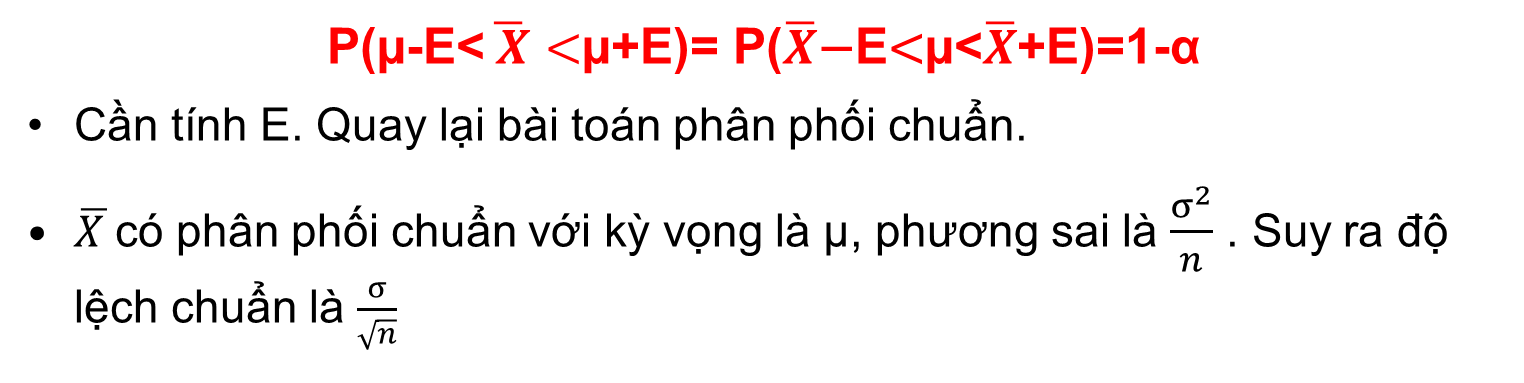 P(μ-E< X̅ <μ+E)= P(X̅−E<μ<X̅+E)=1-α
• Cần tính E. Quay lại bài toán phân phối chuẩn.
• X̅ có phân phối chuẩn với kỳ vọng là μ, phương sai là σ²/n . Suy ra độ
lệch chuẩn là σ/√n